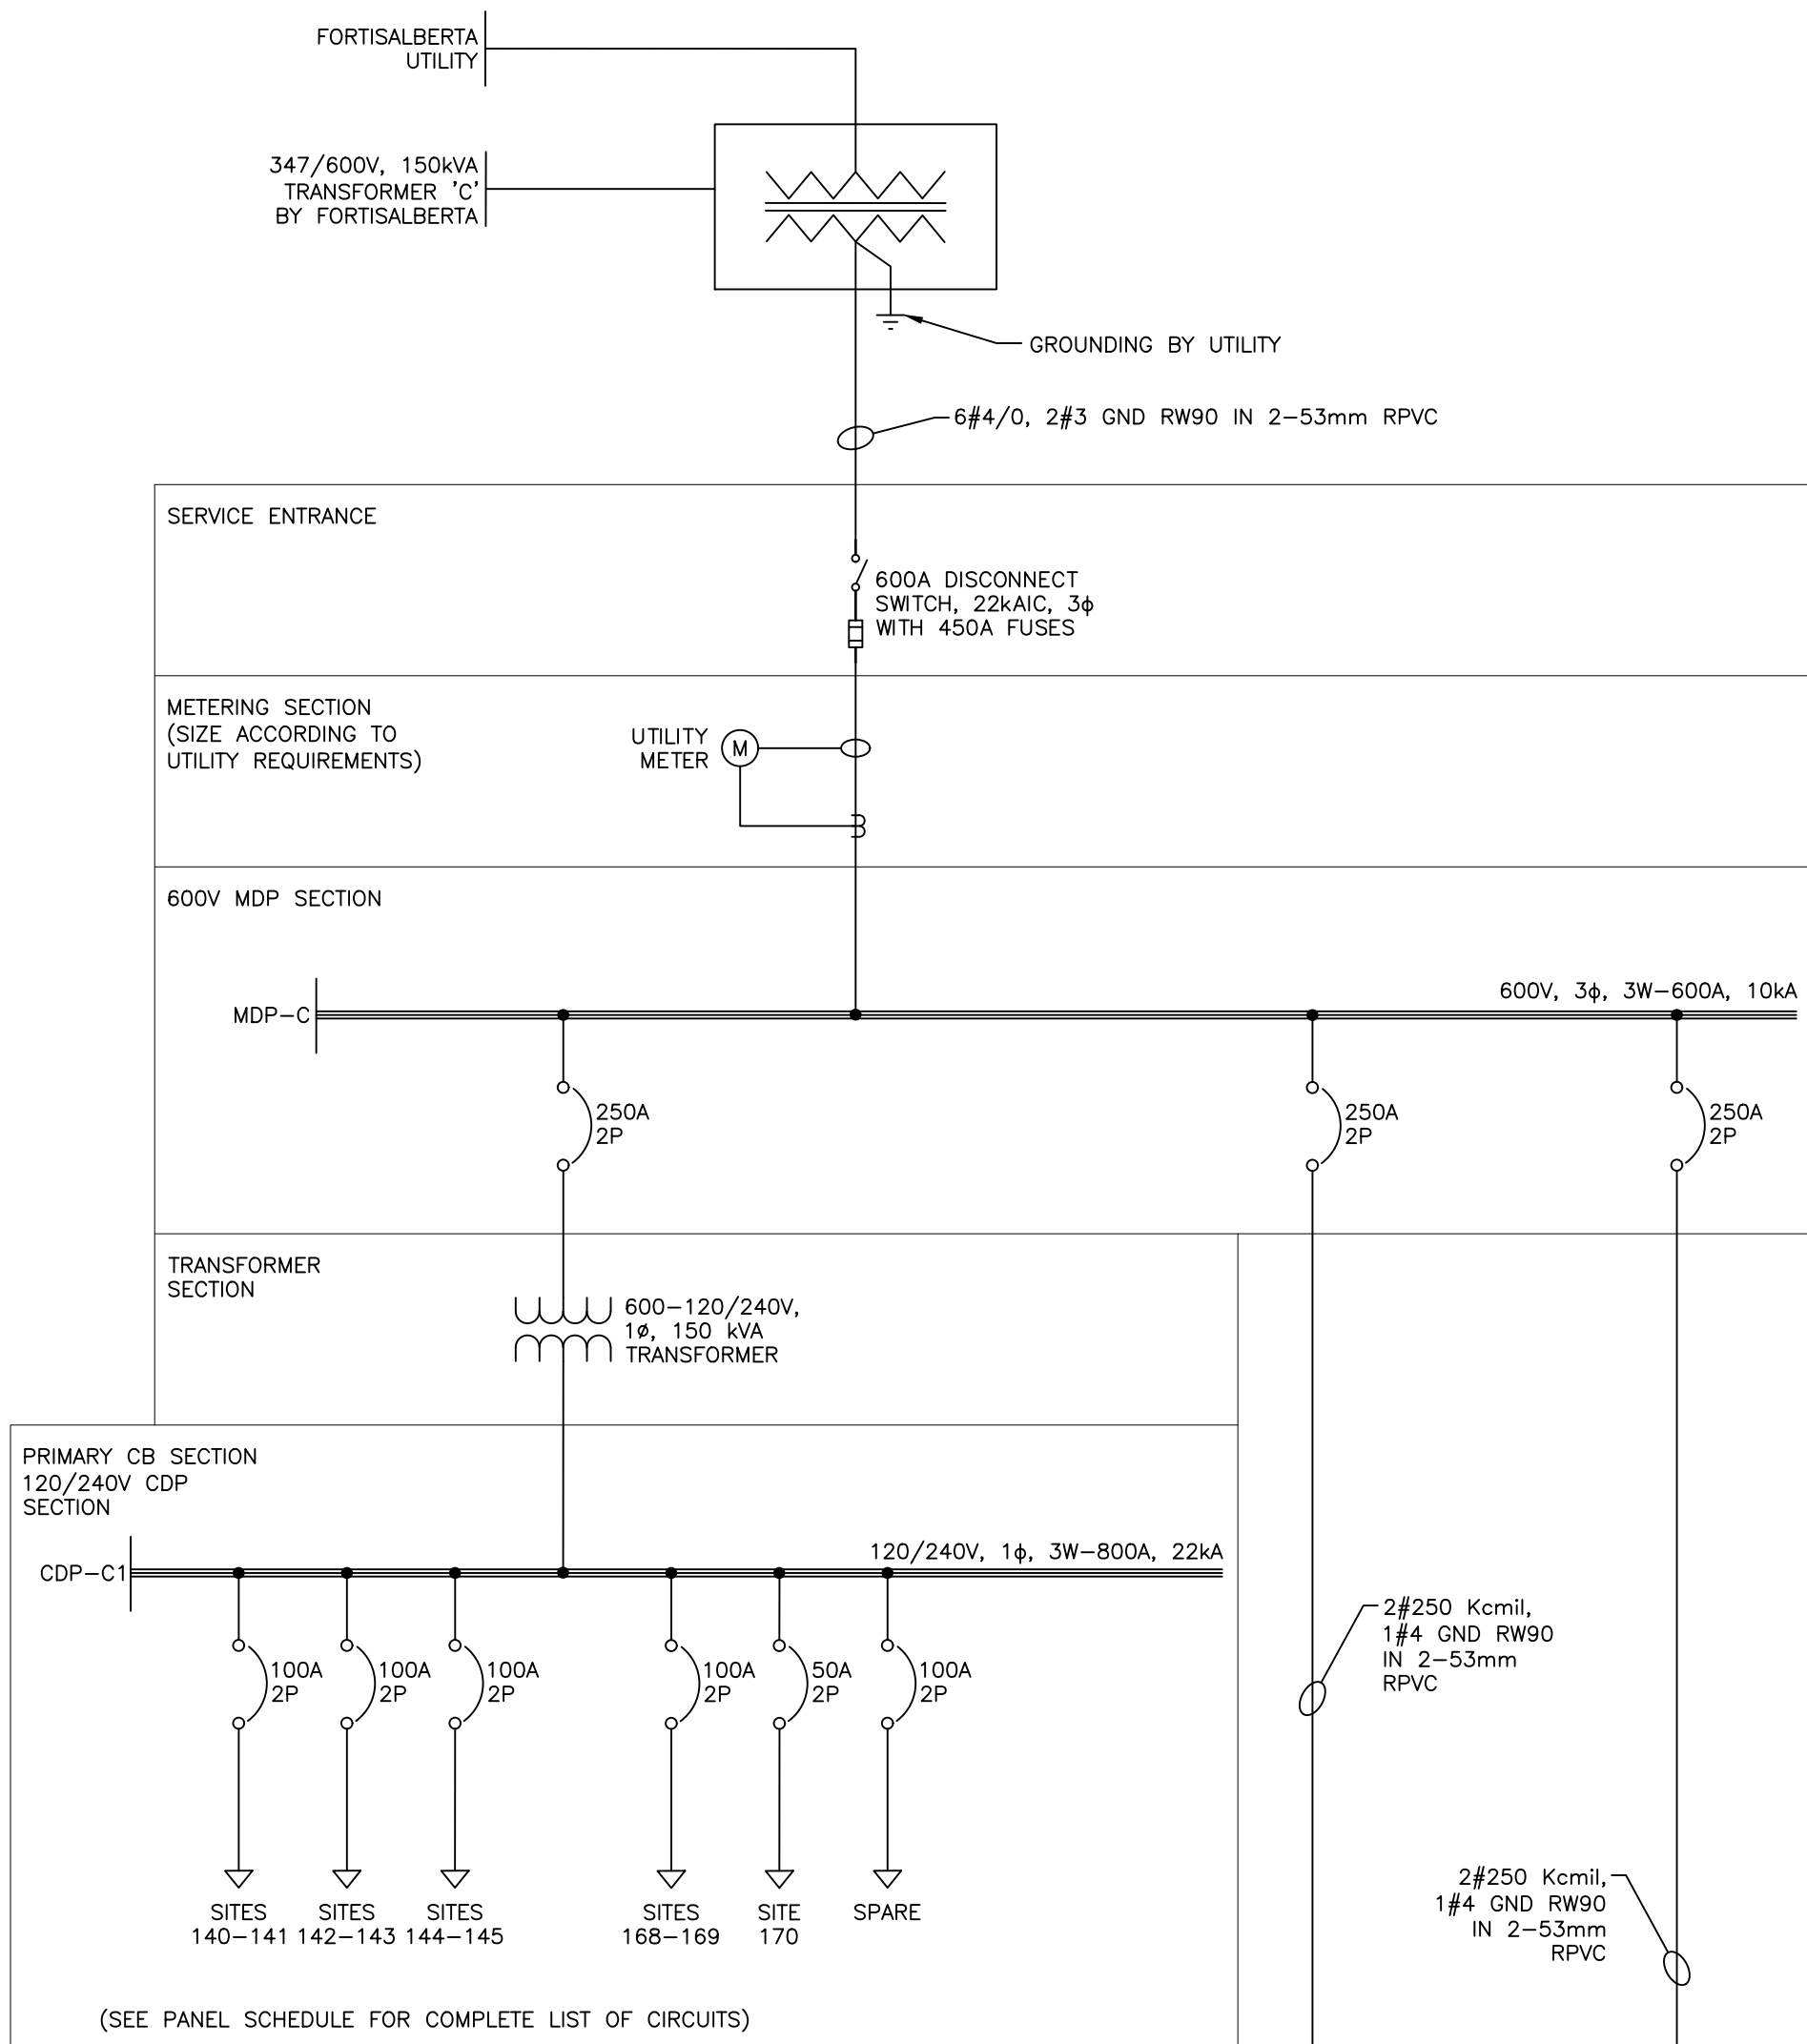 FORTISALBERTA
UTILITY
347/600V, 150kVA
TRANSFORMER 'C'
BY FORTISALBERTA
GROUNDING BY UTILITY
6#4/0, 2#3 GND RW90 IN 2-53mm RPVC
SERVICE ENTRANCE
600A DISCONNECT
SWITCH, 22kAIC, 3ϕ
WITH 450A FUSES
METERING SECTION
(SIZE ACCORDING TO
UTILITY REQUIREMENTS)
UTILITY
METER
M
600V MDP SECTION
600V, 3ϕ, 3W-600A, 10kA
MDP-C
250A
2P
250A
2P
250A
2P
TRANSFORMER
SECTION
600-120/240V,
1ø, 150 kVA
TRANSFORMER
PRIMARY CB SECTION
120/240V CDP
SECTION
120/240V, 1ϕ, 3W-800A, 22kA
CDP-C1
100A
2P
100A
2P
100A
2P
100A
2P
50A
2P
100A
2P
SITES
140-141
SITES
142-143
SITES
144-145
SITES
168-169
SITE
170
SPARE
(SEE PANEL SCHEDULE FOR COMPLETE LIST OF CIRCUITS)
2#250 Kcmil,
1#4 GND RW90
IN 2-53mm
RPVC
2#250 Kcmil,
1#4 GND RW90
IN 2-53mm
RPVC